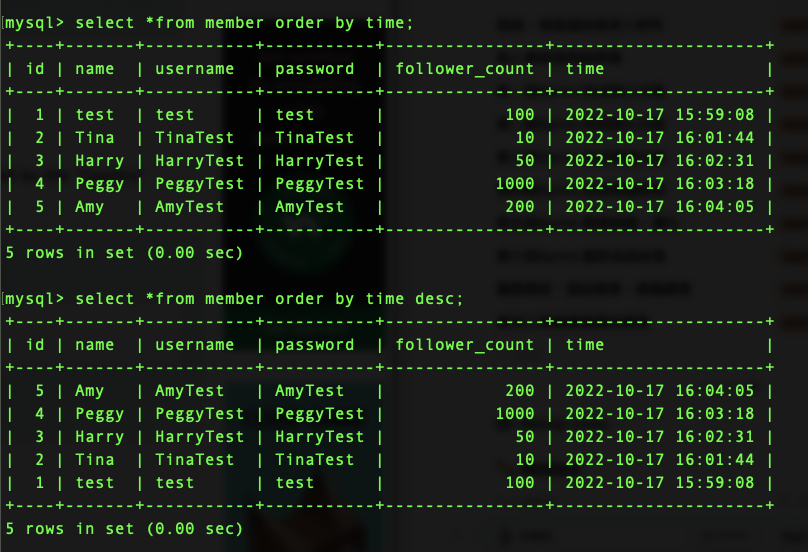 mysql> select *from member order by time;
+----+-------+-----------+-----------+----------------+---------------------+
| id | name  | username  | password  | follower_count | time                |
+----+-------+-----------+-----------+----------------+---------------------+
|  1 | test  | test      | test      |            100 | 2022-10-17 15:59:08 |
|  2 | Tina  | TinaTest  | TinaTest  |             10 | 2022-10-17 16:01:44 |
|  3 | Harry | HarryTest | HarryTest |             50 | 2022-10-17 16:02:31 |
|  4 | Peggy | PeggyTest | PeggyTest |           1000 | 2022-10-17 16:03:18 |
|  5 | Amy   | AmyTest   | AmyTest   |            200 | 2022-10-17 16:04:05 |
+----+-------+-----------+-----------+----------------+---------------------+
5 rows in set (0.00 sec)
mysql> select *from member order by time desc;
+----+-------+-----------+-----------+----------------+---------------------+
| id | name  | username  | password  | follower_count | time                |
+----+-------+-----------+-----------+----------------+---------------------+
|  5 | Amy   | AmyTest   | AmyTest   |            200 | 2022-10-17 16:04:05 |
|  4 | Peggy | PeggyTest | PeggyTest |           1000 | 2022-10-17 16:03:18 |
|  3 | Harry | HarryTest | HarryTest |             50 | 2022-10-17 16:02:31 |
|  2 | Tina  | TinaTest  | TinaTest  |             10 | 2022-10-17 16:01:44 |
|  1 | test  | test      | test      |            100 | 2022-10-17 15:59:08 |
+----+-------+-----------+-----------+----------------+---------------------+
5 rows in set (0.00 sec)